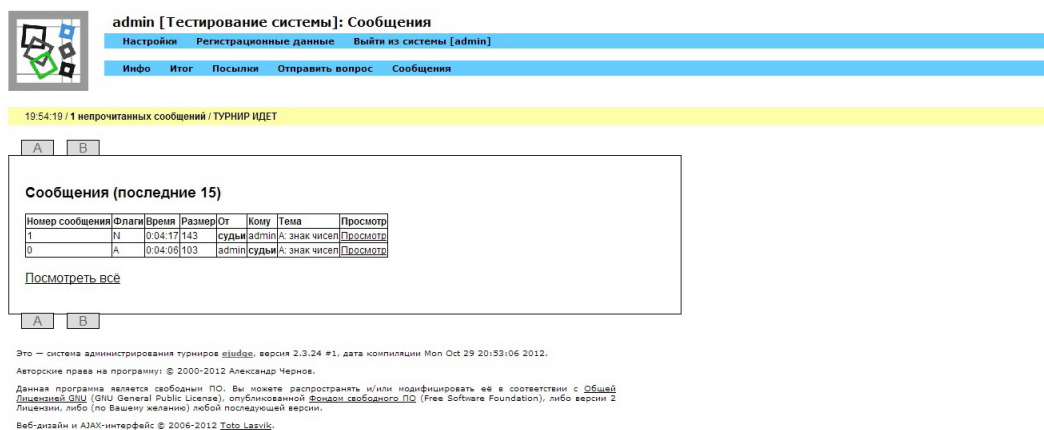 admin [Тестирование системы]: Сообщения
Настройки Регистрационные данные Выйти из системы [admin]
Инфо Итог Посылки Отправить вопрос Сообщения
19:54:19 / 1 непрочитанных сообщений / ТУРНИР ИДЕТ
A B
Сообщения (последние 15)
Номер сообщения Флаги Время Размер От Кому Тема Просмотр
1 N 0:04:17 143 судьи admin A: знак чисел Просмотр
0 A 0:04:06 103 admin судьи A: знак чисел Просмотр
Посмотреть всё
A B
Это — система администрирования турниров ejudge, версия 2.3.24 #1, дата компиляции Mon Oct 29 20:53:06 2012.
Авторские права на программу: © 2000-2012 Александр Чернов.
Данная программа является свободным ПО. Вы можете распространять и/или модифицировать её в соответствии с Общей
Лицензией GNU (GNU General Public License), опубликованной Фондом свободного ПО (Free Software Foundation), либо версии 2
Лицензии, либо (по Вашему желанию) любой последующей версии.
Веб-дизайн и AJAX-интерфейс © 2006-2012 Toto Lasvik.